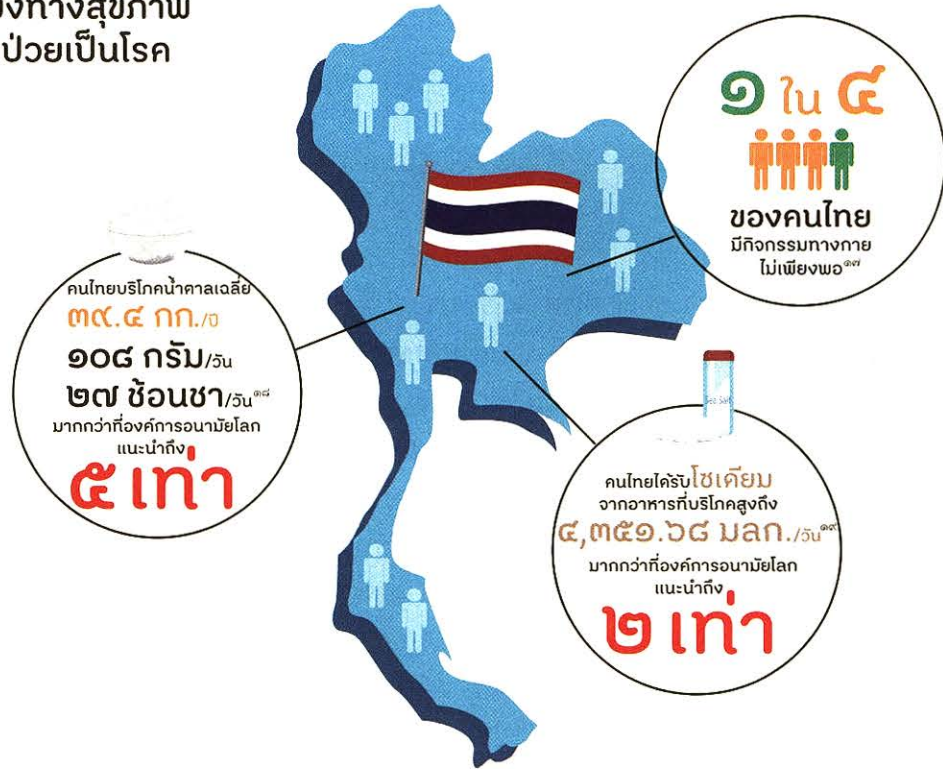 ทางสุขภาพ
ป่วยเป็นโรค
๑ ใน ๔
ของคนไทย
มีกิจกรรมทางกาย
ไม่เพียงพอ๑๗
คนไทยบริโภคน้ำตาลเฉลี่ย
๓๙.๔ กก./ปี
๑๐๘ กรัม/วัน
๒๗ ช้อนชา/วัน๑๘
มากกว่าที่องค์การอนามัยโลก
แนะนำถึง
๕ เท่า
Sea Salt
คนไทยได้รับโซเดียม
จากอาหารที่บริโภคสูงถึง
๔,๓๕๑.๖๘ มลก./วัน๑๙
มากกว่าที่องค์การอนามัยโลก
แนะนำถึง
๒ เท่า